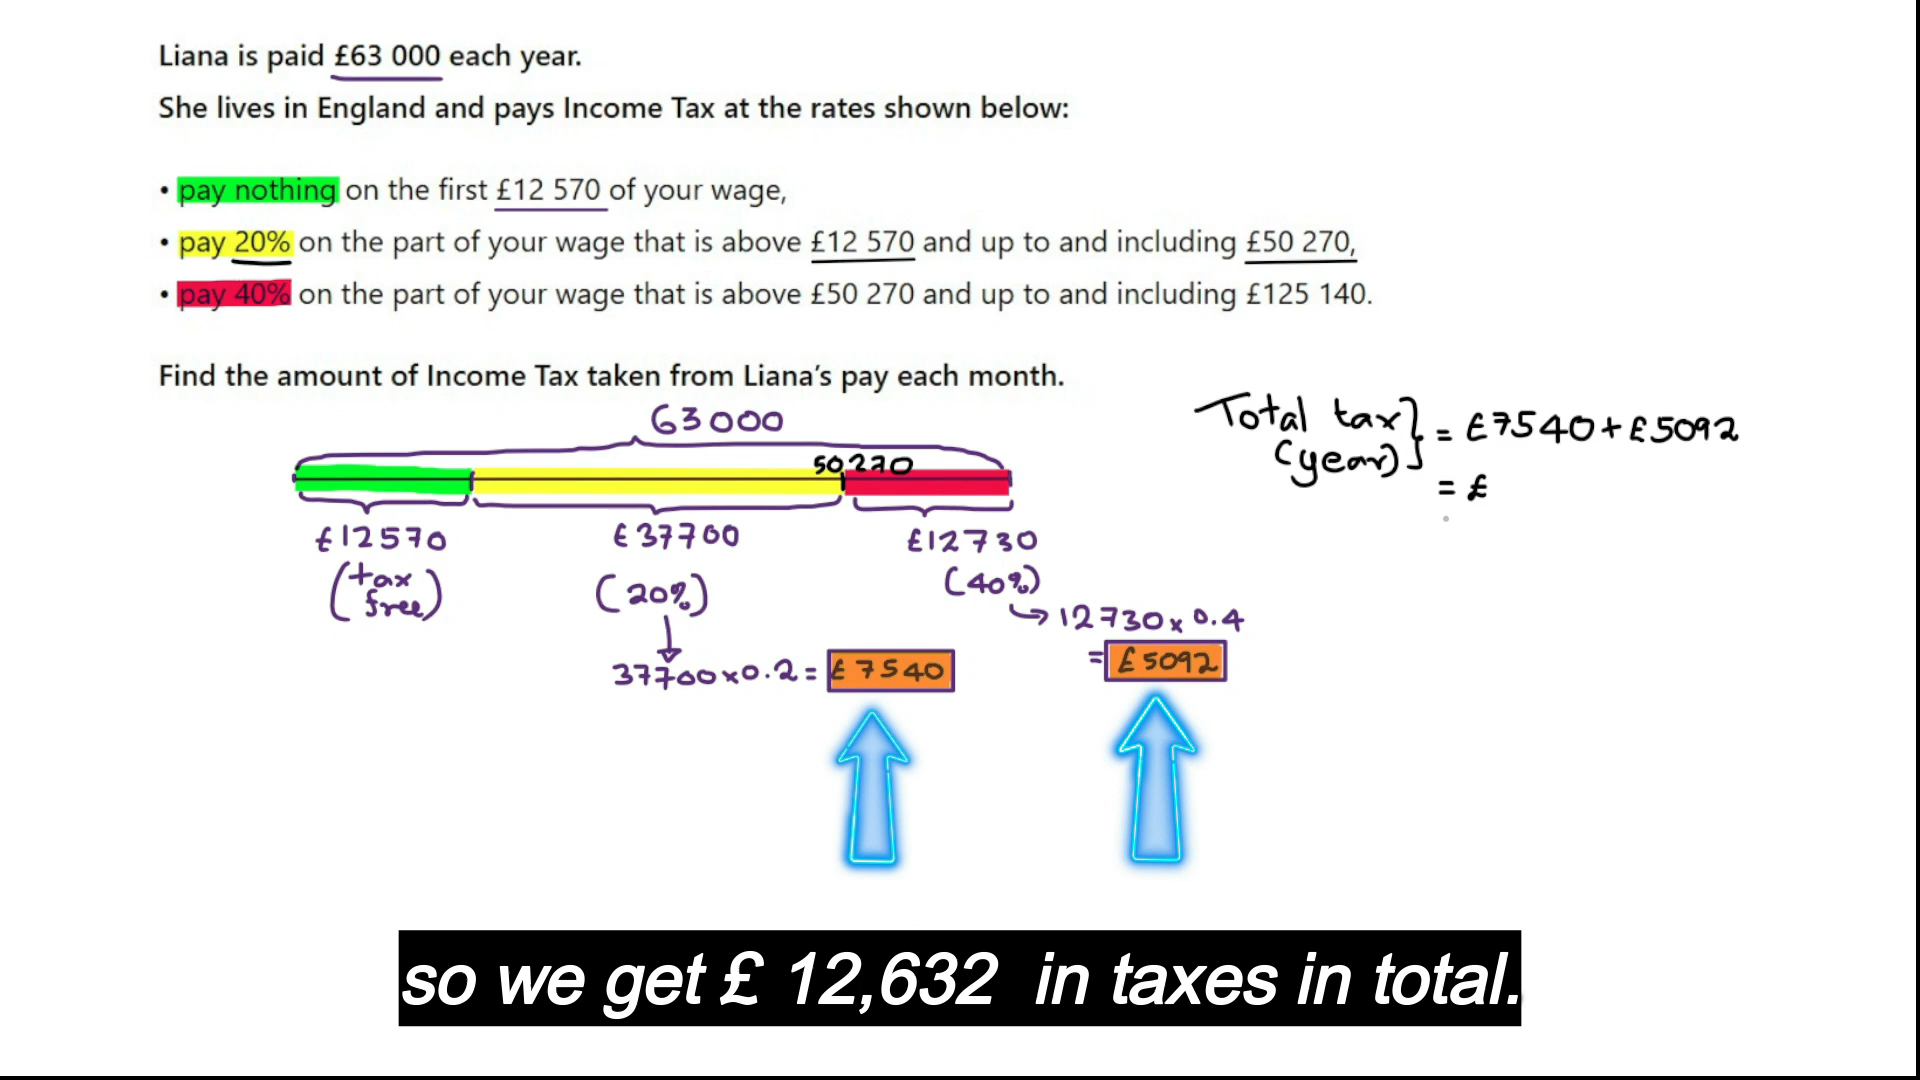 Liana is paid £63 000 each year.
She lives in England and pays Income Tax at the rates shown below:
• pay nothing on the first £12 570 of your wage,
• pay 20% on the part of your wage that is above £12 570 and up to and including £50 270,
• pay 40% on the part of your wage that is above £50 270 and up to and including £125 140.
Find the amount of Income Tax taken from Liana’s pay each month.
63000
50270
£12570
£37700
£12730
(tax
free)
(20%)
(40%)
37700x0.2= £7540
12730x0.4
= £5092
Total tax} = £7540+£5092
(year)
= £
so we get £ 12,632 in taxes in total.